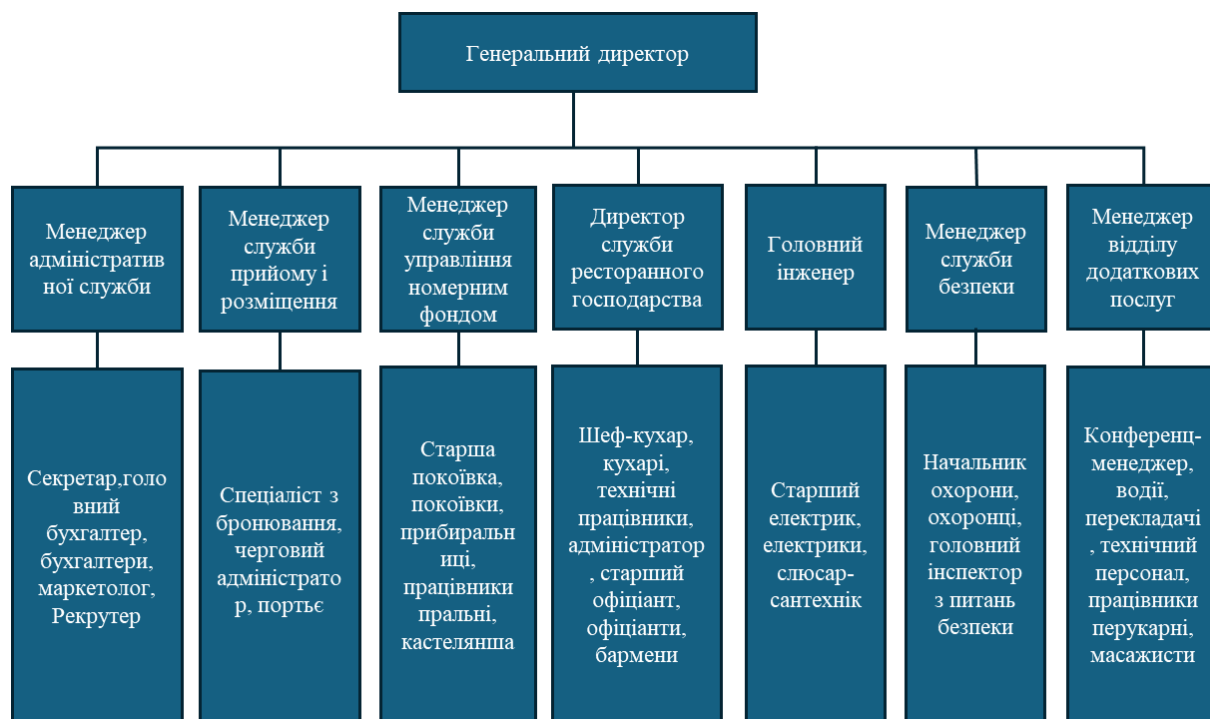 Генеральний директор
Менеджер
адміністратив
ної служби
Менеджер
служби
прийому і
розміщення
Менеджер
служби
управління
номерним
фондом
Директор
служби
ресторанного
господарства
Головний
інженер
Менеджер
служби
безпеки
Менеджер
відділу
додаткових
послуг
Секретар,голо
вний
бухгалтер,
бухгалтери,
маркетолог,
Рекрутер
Спеціаліст з
бронювання,
черговий
адміністрато
р, портьє
Старша
покоївка,
покоївки,
прибиральн
иці,
працівники
пральні,
кастелянша
Шеф-кухар,
кухарі,
технічні
працівники,
адміністратор
, старший
офіціант,
офіціанти,
бармени
Старший
електрик,
електрики,
слюсар-
сантехнік
Начальник
охорони,
охоронці,
головний
інспектор
з питань
безпеки
Конференц-
менеджер,
водії,
перекладачі
, технічний
персонал,
працівники
перукарні,
масажисти